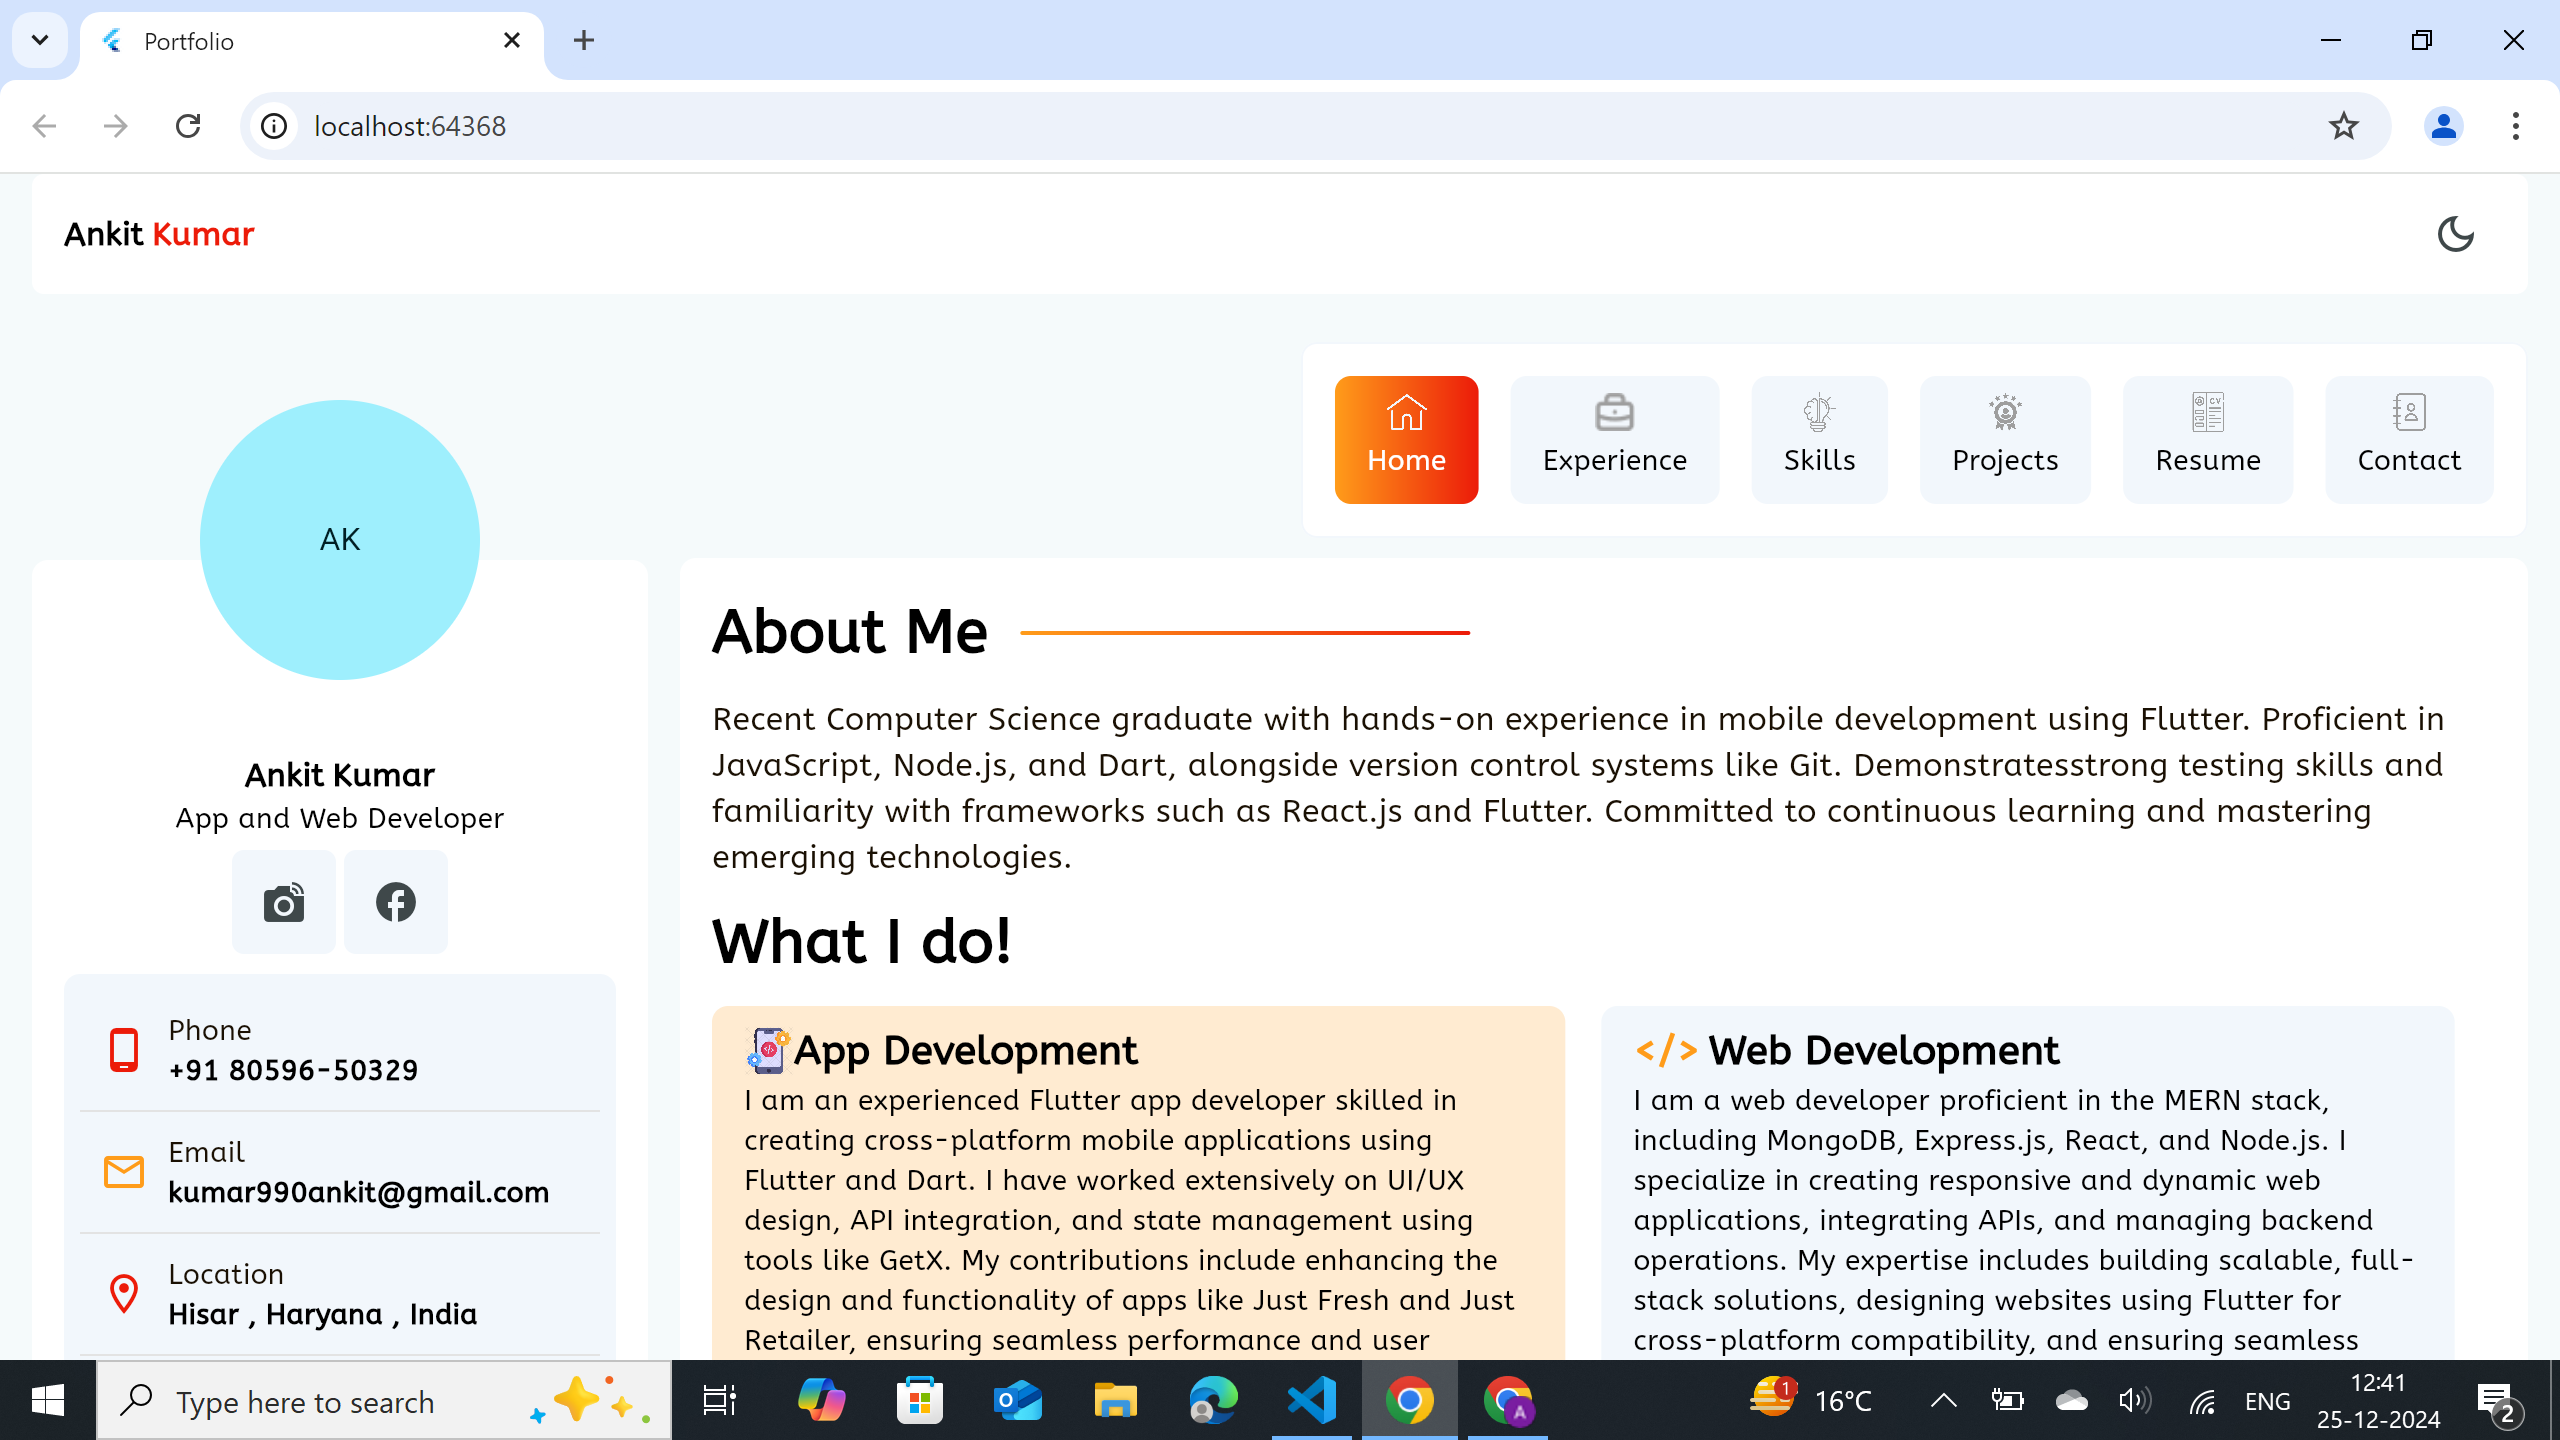 Portfolio
localhost:64368
Ankit Kumar
Home
Experience
Skills
Projects
Resume
Contact
AK
Ankit Kumar
App and Web Developer
Phone
+91 80596-50329
Email
kumar990ankit@gmail.com
Location
Hisar , Haryana , India
About Me
Recent Computer Science graduate with hands-on experience in mobile development using Flutter. Proficient in
JavaScript, Node.js, and Dart, alongside version control systems like Git. Demonstratesstrong testing skills and
familiarity with frameworks such as React.js and Flutter. Committed to continuous learning and mastering
emerging technologies.
What I do!
App Development
I am an experienced Flutter app developer skilled in
creating cross-platform mobile applications using
Flutter and Dart. I have worked extensively on UI/UX
design, API integration, and state management using
tools like GetX. My contributions include enhancing the
design and functionality of apps like Just Fresh and Just
Retailer, ensuring seamless performance and user
</> Web Development
I am a web developer proficient in the MERN stack,
including MongoDB, Express.js, React, and Node.js. I
specialize in creating responsive and dynamic web
applications, integrating APIs, and managing backend
operations. My expertise includes building scalable, full-
stack solutions, designing websites using Flutter for
cross-platform compatibility, and ensuring seamless
Type here to search
1
16°C
ENG
12:41
25-12-2024
2